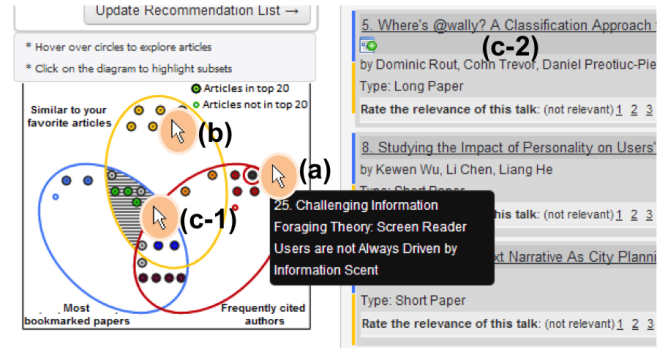 Update Recommendation List →
* Hover over circles to explore articles
* Click on the diagram to highlight subsets
Articles in top 20
Articles not in top 20
Similar to your
favorite articles
(b)
(a)
(c-1)
25. Challenging Information
Foraging Theory: Screen Reader
Users are not Always Driven by
Information Scent
Most
bookmarked papers
Frequently cited
authors
5. Where's @wally? A Classification Approach
(c-2)
by Dominic Rout, Trevor, Daniel Preotiuc-Pie
Type: Long Paper
Rate the relevance of this talk: (not relevant) 1 2 3
8. Studying the Impact of Personality on Users'
by Kewen Wu, Li Chen, Liang He
Type: Short Paper
his talk: (not relevant) 1 2 3
xt Narrative As City Planni
Type: Short Paper
Rate the relevance of this talk: (not relevant) 1 2 3